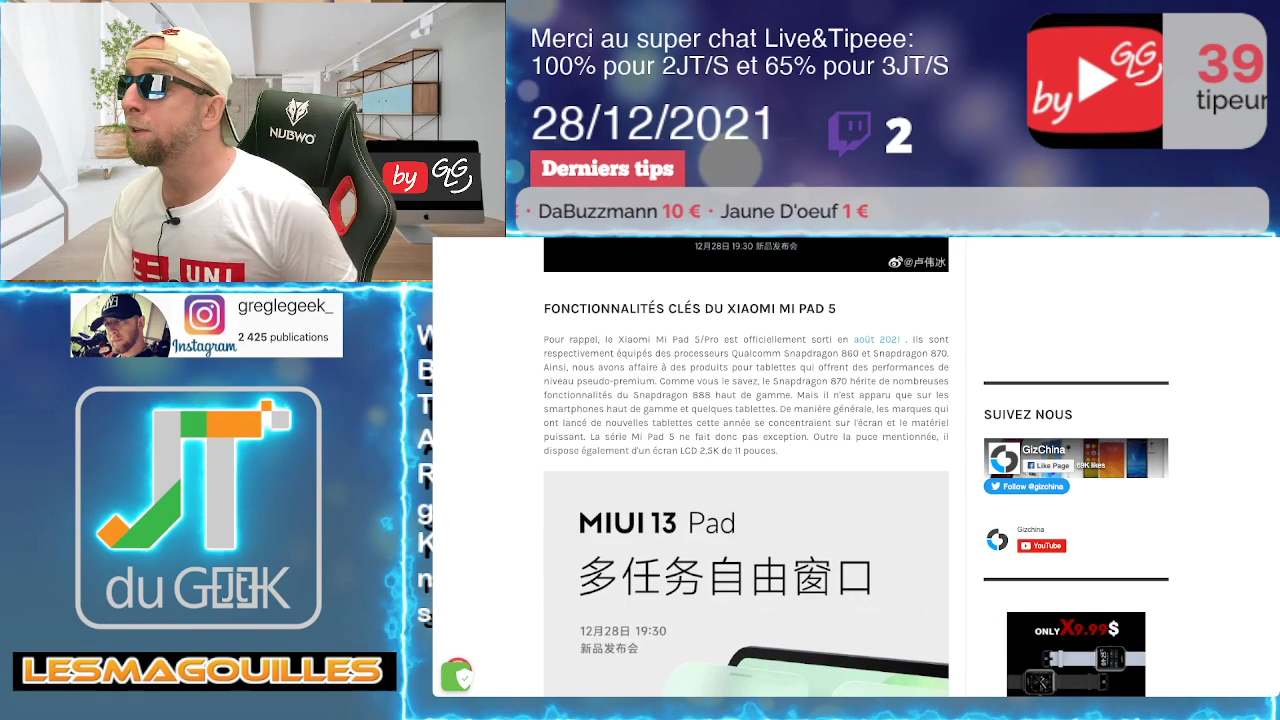 Merci au super chat Live&Tipeee:
100% pour 2JT/S et 65% pour 3JT/S
28/12/2021
2
Derniers tips
€ · DaBuzzmann 10 € · Jaune D'oeuf 1 €
by GLG
39
tipeur
NUBWO
by GLG
UNI
greglegeek_
2 425 publications
Instagram
JT
du GEEK
LESMAGOUILLES
W
B
T
A
R
g
K
n
s
12月28日 19:30 新品发布会
@卢伟冰
FONCTIONNALITÉS CLÉS DU XIAOMI MI PAD 5
Pour rappel, le Xiaomi Mi Pad 5/Pro est officiellement sorti en août 2021 . Ils sont
respectivement équipés des processeurs Qualcomm Snapdragon 860 et Snapdragon 870.
Ainsi, nous avons affaire à des produits pour tablettes qui offrent des performances de
niveau pseudo-premium. Comme vous le savez, le Snapdragon 870 hérite de nombreuses
fonctionnalités du Snapdragon 888 haut de gamme. Mais il n'est apparu que sur les
smartphones haut de gamme et quelques tablettes. De manière générale, les marques qui
ont lancé de nouvelles tablettes cette année se concentraient sur l'écran et le matériel
puissant. La série Mi Pad 5 ne fait donc pas exception. Outre la puce mentionnée, il
dispose également d'un écran LCD 2,5K de 11 pouces.
MIUI 13 Pad
多任务自由窗口
12月28日 19:30
新品发布会
SUIVEZ NOUS
GizChina
Like Page
69K likes
Follow @gizchina
Gizchina
YouTube
ONLY X9.99$